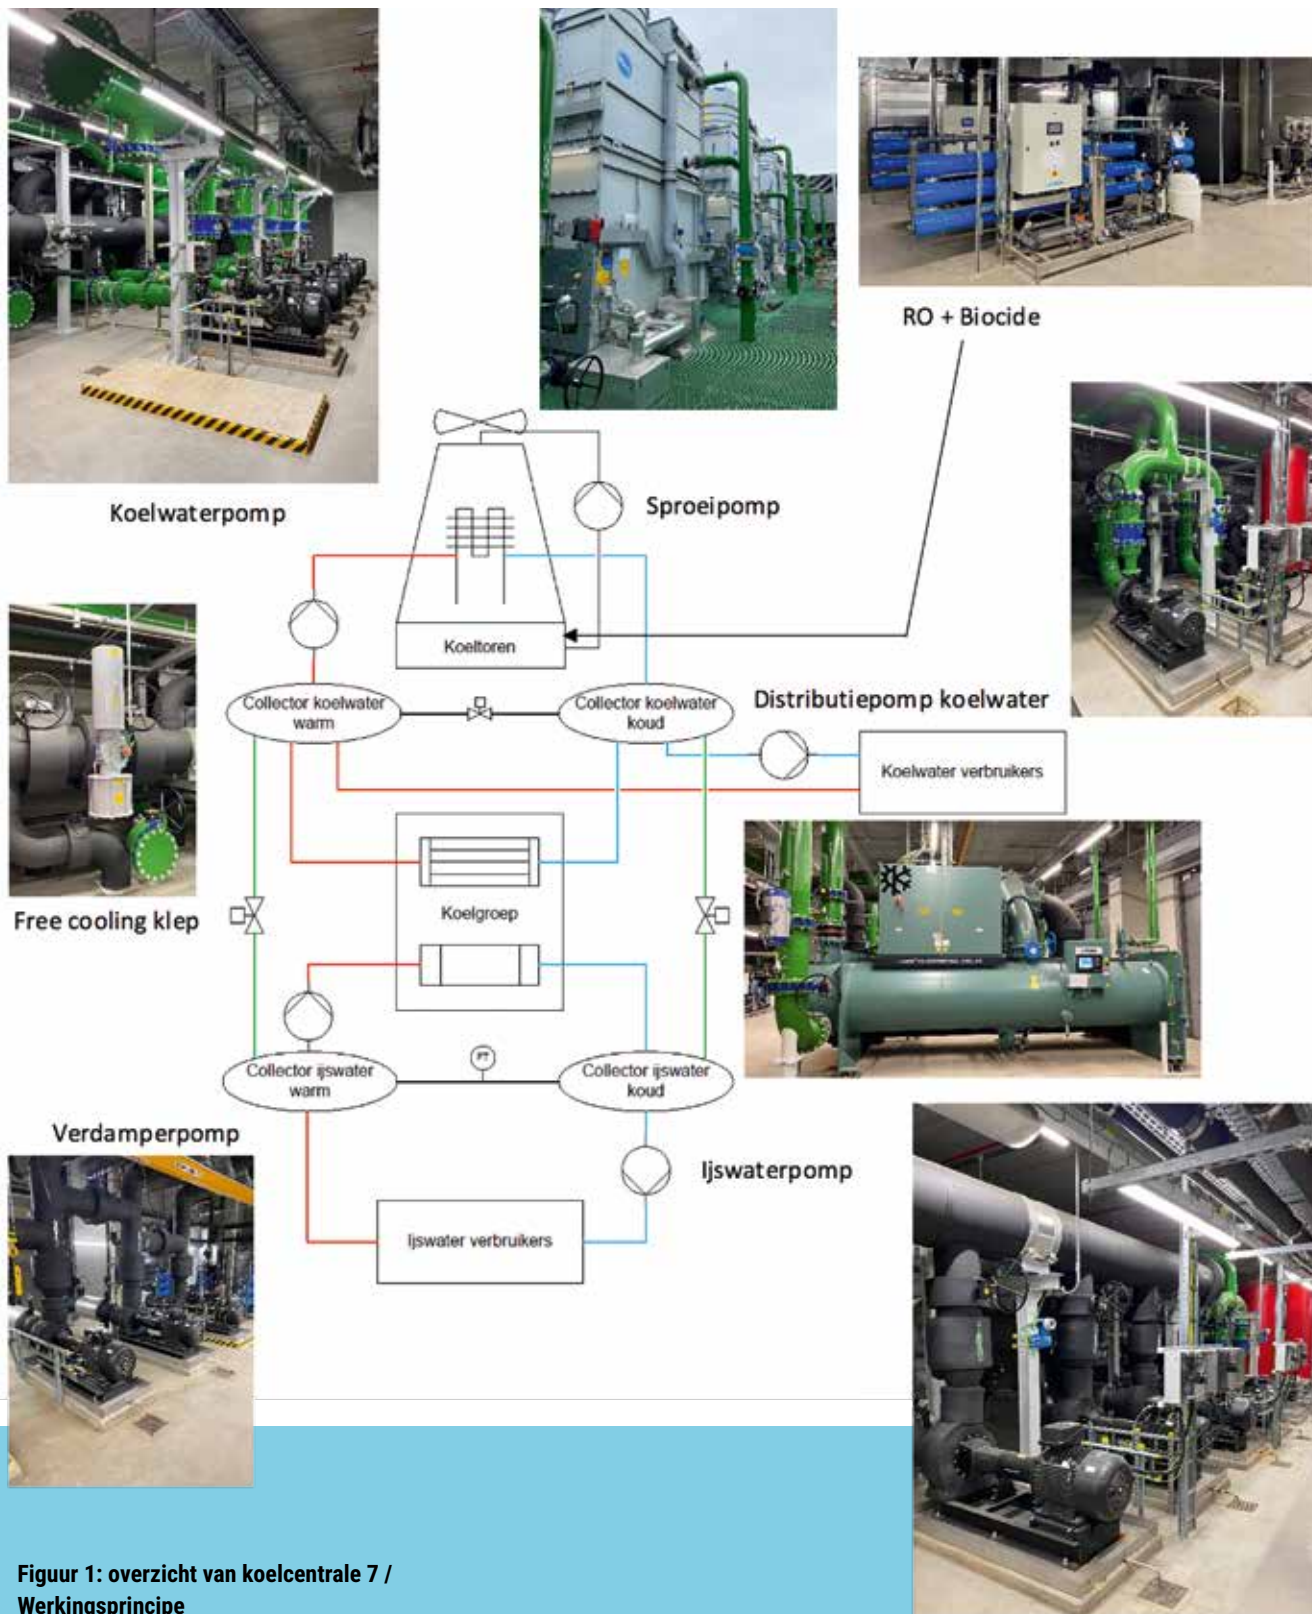 RO + Biocide
Koelwaterpomp
Sproeipomp
Koeltoren
Collector koelwater
warm
Collector koelwater
koud
Distributiepomp koelwater
Koelwater verbruikers
Free cooling klep
Koelgroep
Collector ijswater
warm
PT
Collector ijswater
koud
Verdamperpomp
Ijswaterpomp
Ijswater verbruikers
Figuur 1: overzicht van koelcentrale 7 /
Werkingsprincipe